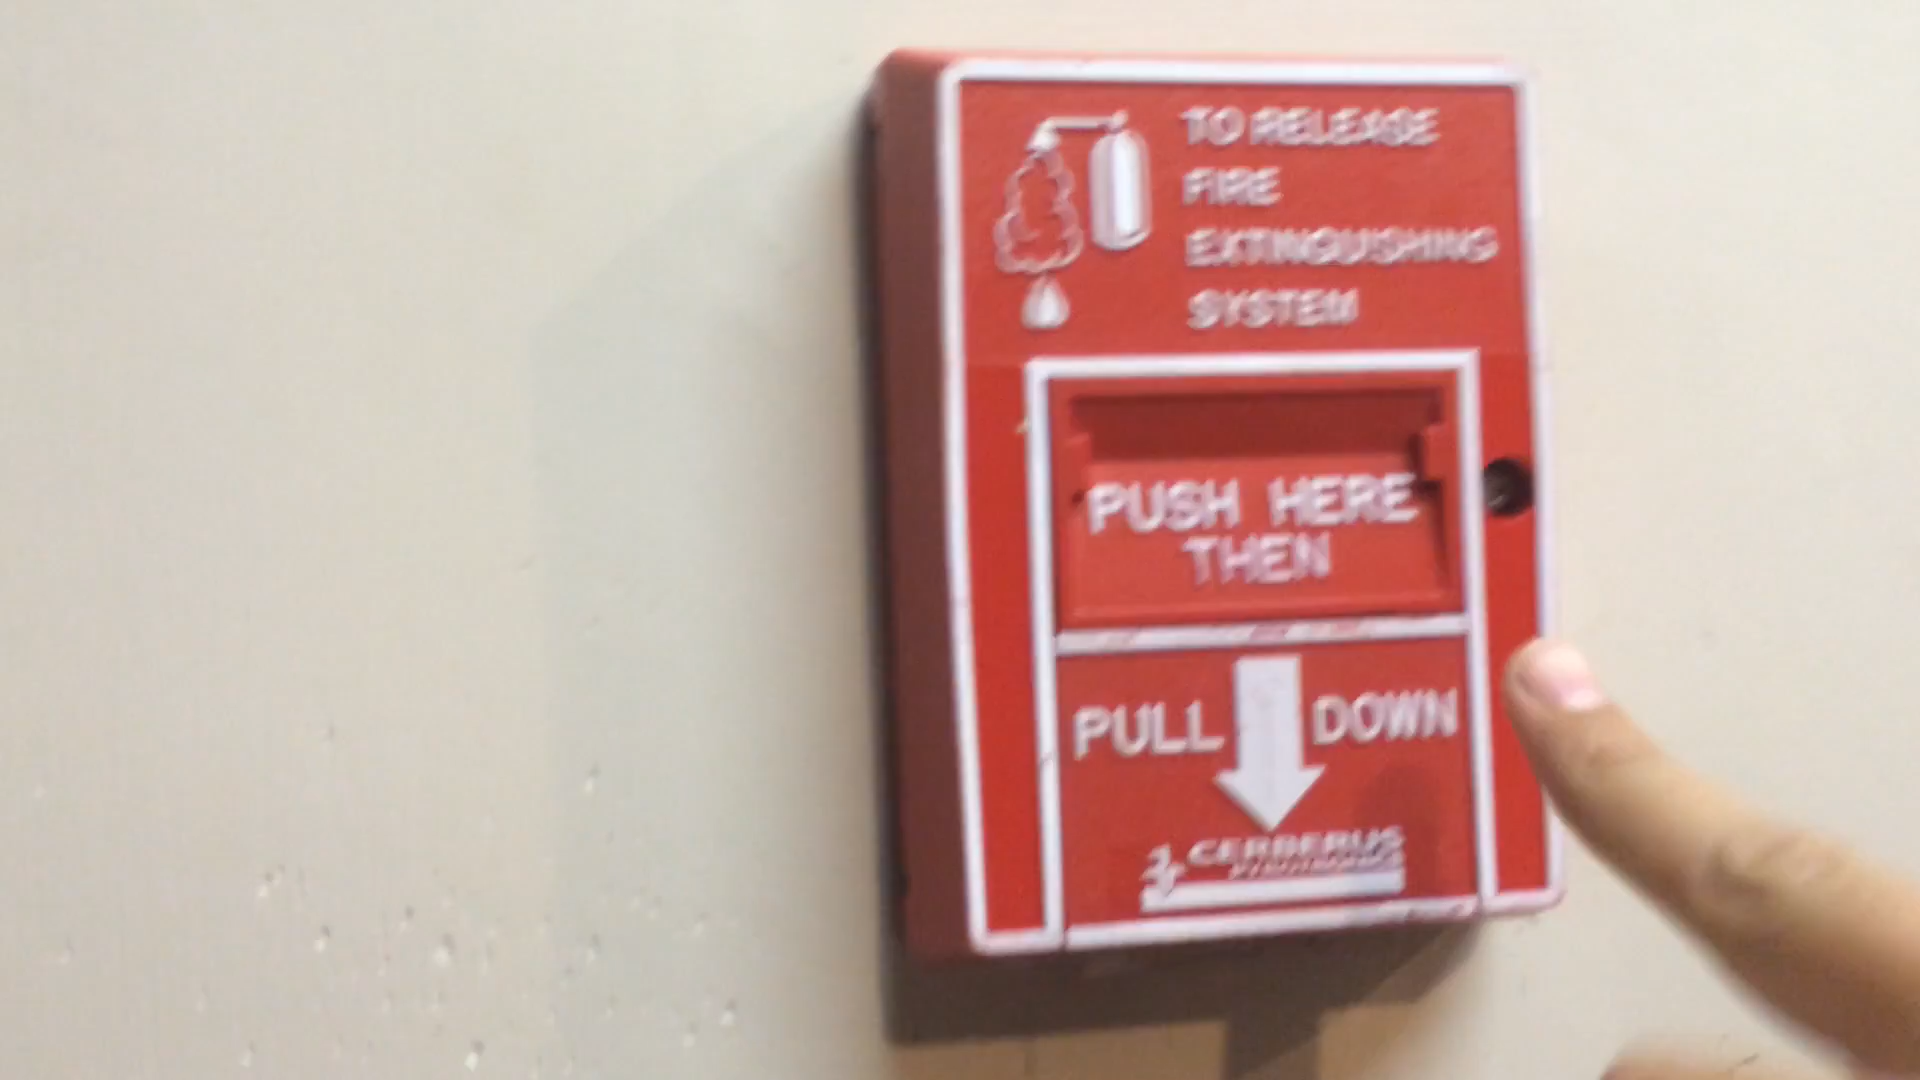 TO RELEASE
FIRE
EXTINGUISHING
SYSTEM
PUSH HERE
THEN
PULL DOWN
CERBERUS